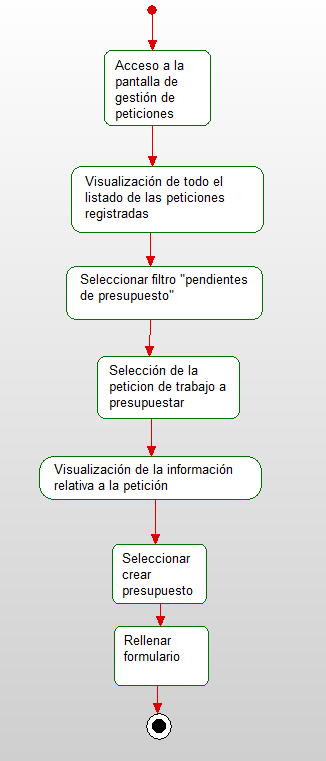 Acceso a la
pantalla de
gestión de
peticiones
Visualización de todo el
listado de las peticiones
registradas
Seleccionar filtro "pendientes
de presupuesto"
Selección de la
peticion de trabajo a
presupuestar
Visualización de la información
relativa a la petición
Seleccionar
crear
presupuesto
Rellenar
formulario